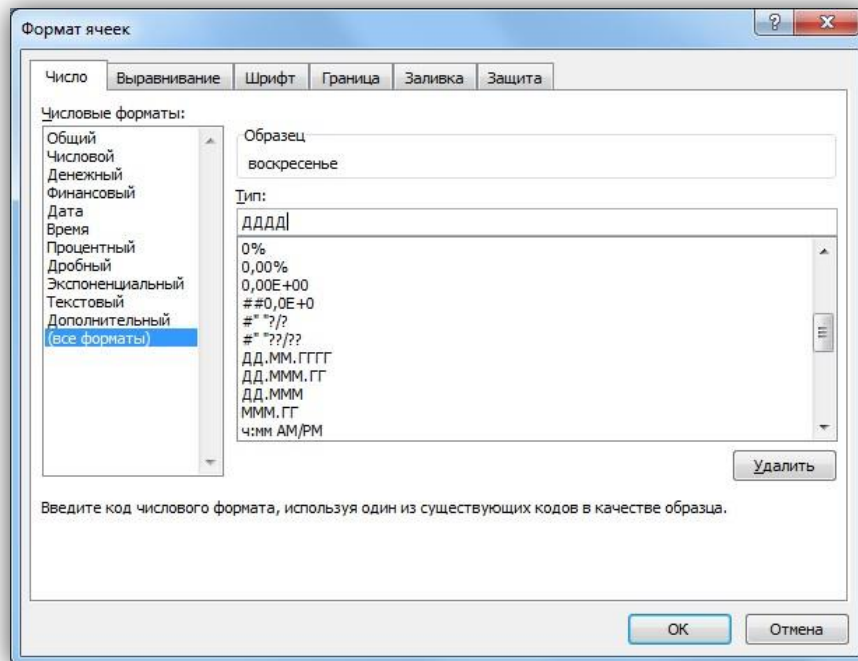 Формат ячеек
Число Выравнивание Шрифт Граница Заливка Защита
Числовые форматы:
Общий
Числовой
Денежный
Финансовый
Дата
Время
Процентный
Дробный
Экспоненциальный
Текстовый
Дополнительный
(все форматы)
Образец
воскресенье
Тип:
ДДДД
0%
0,00%
0,00E+00
##0,0E+0
#" "?/?
#" "??/??
ДД.ММ.ГГГГ
ДД.МММ.ГГ
ДД.МММ
МММ.ГГ
ч:мм AM/PM
Удалить
Введите код числового формата, используя один из существующих кодов в качестве образца.
ОК Отмена